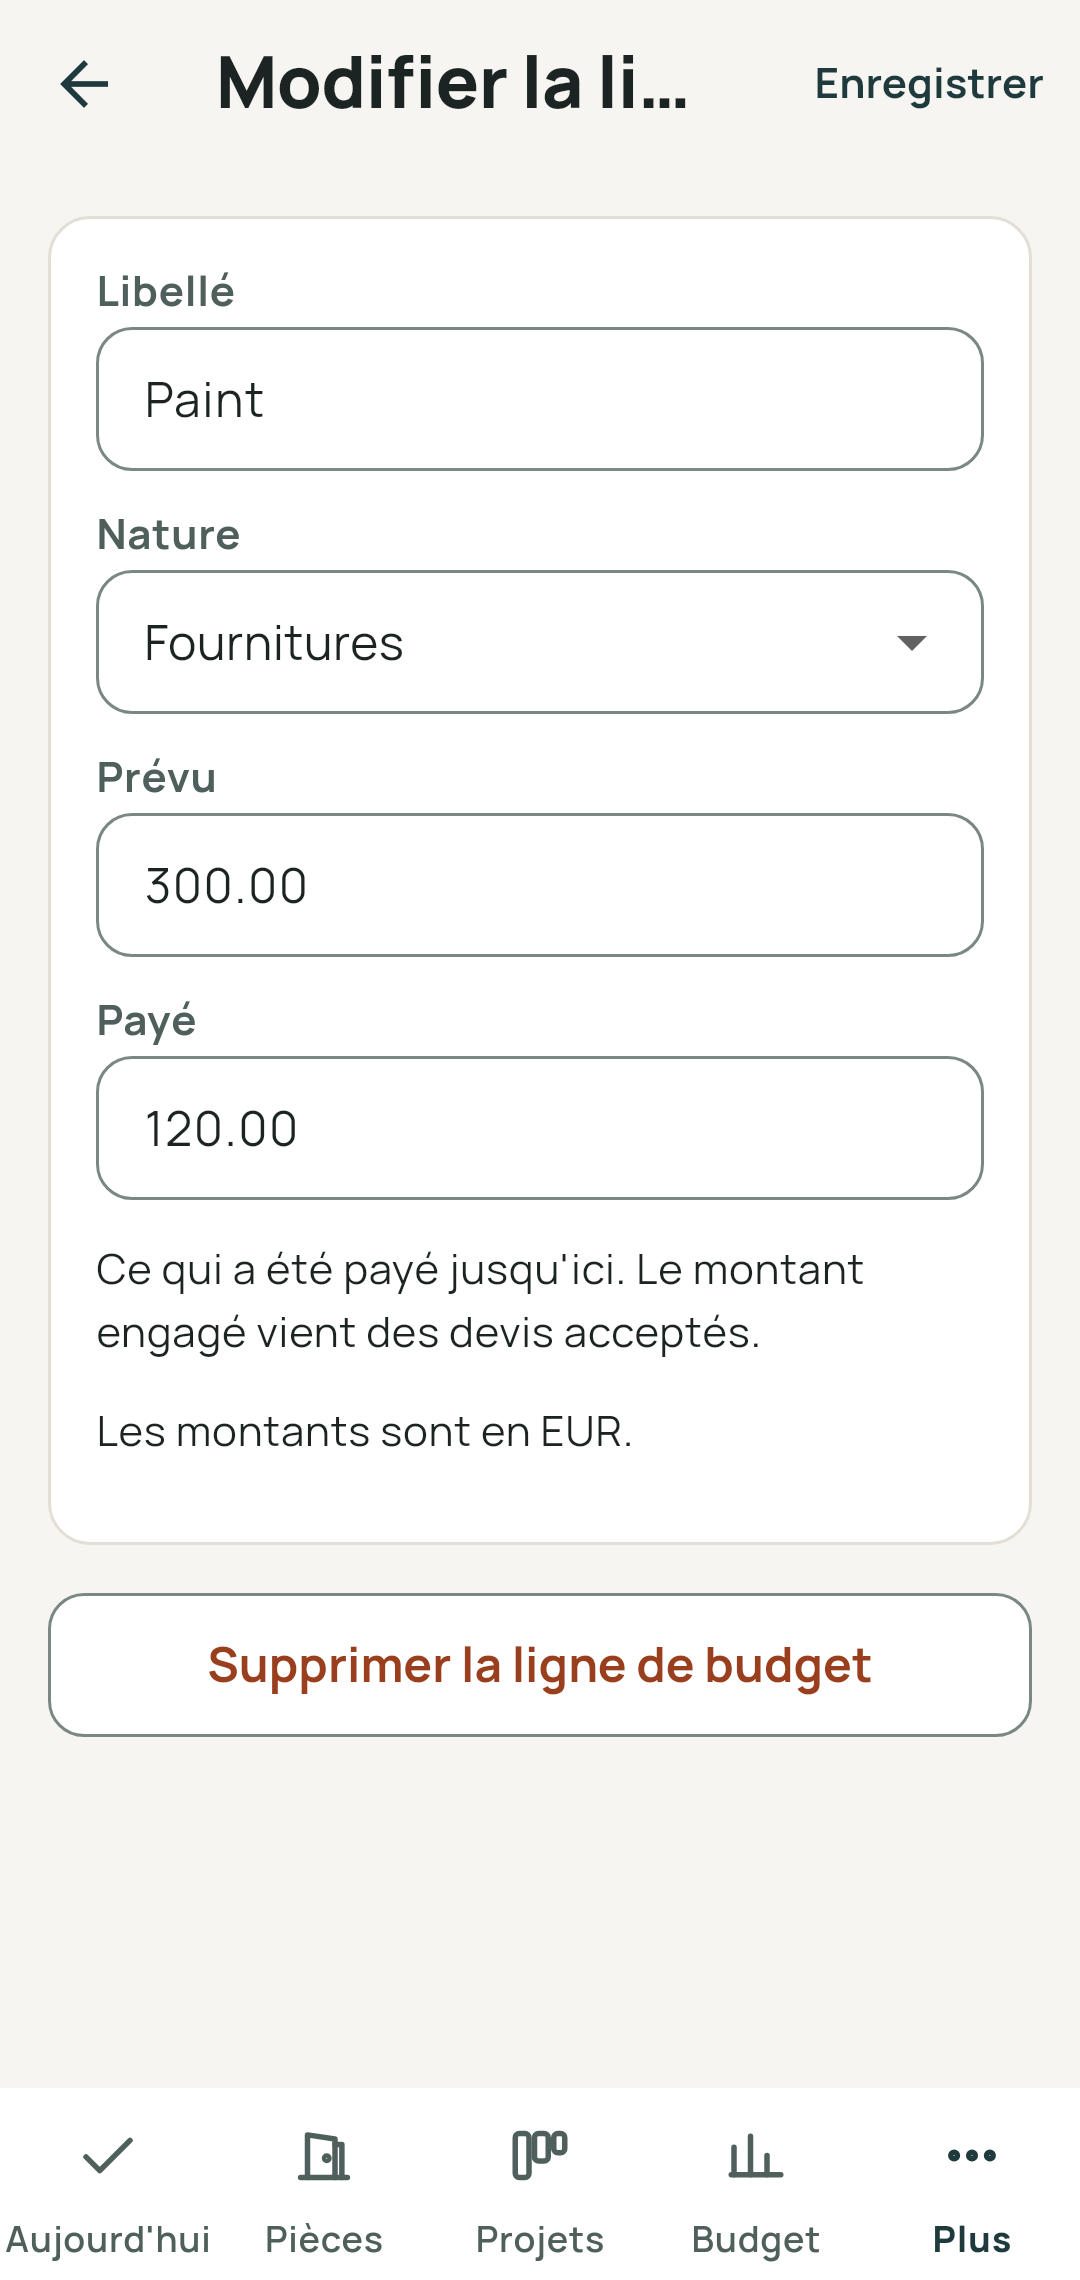 Modifier la li…
Enregistrer
Libellé
Paint
Nature
Fournitures
Prévu
300.00
Payé
120.00
Ce qui a été payé jusqu'ici. Le montant
engagé vient des devis acceptés.
Les montants sont en EUR.
Supprimer la ligne de budget
Aujourd'hui
Pièces
Projets
Budget
Plus